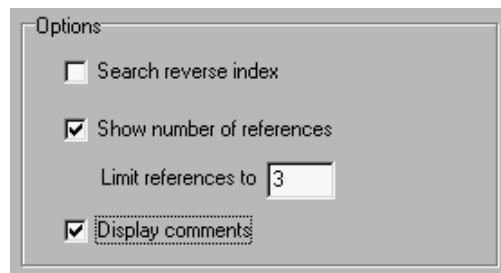 Options
Search reverse index
Show number of references
Limit references to 3
Display comments